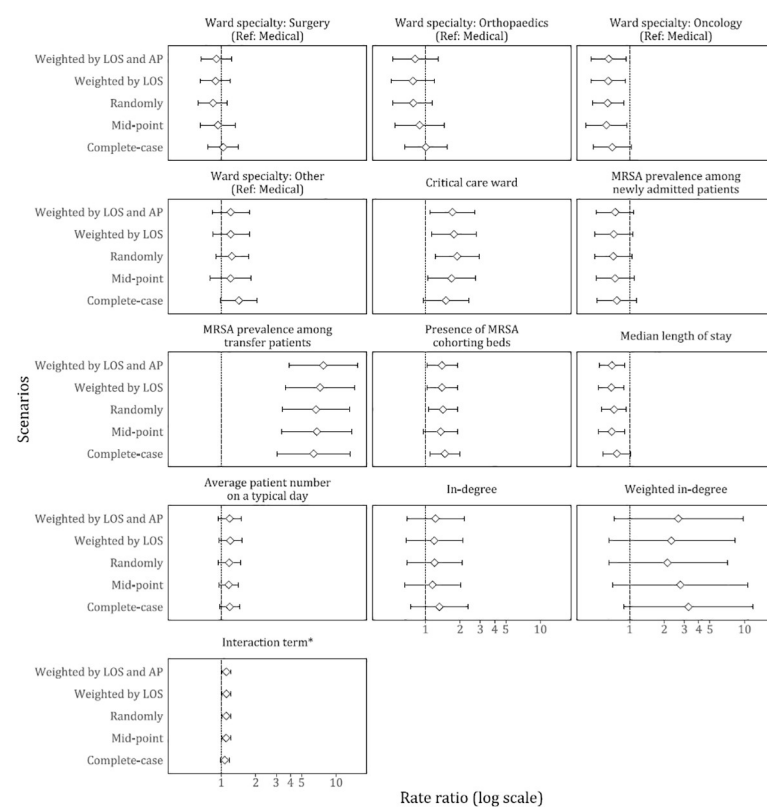 Ward specialty: Surgery
(Ref: Medical)
Ward specialty: Orthopaedics
(Ref: Medical)
Ward specialty: Oncology
(Ref: Medical)
Weighted by LOS and AP
Weighted by LOS
Randomly
Mid-point
Complete-case
Ward specialty: Other
(Ref: Medical)
Critical care ward
MRSA prevalence among
newly admitted patients
Weighted by LOS and AP
Weighted by LOS
Randomly
Mid-point
Complete-case
MRSA prevalence among
transfer patients
Presence of MRSA
cohorting beds
Median length of stay
Weighted by LOS and AP
Weighted by LOS
Randomly
Mid-point
Complete-case
Scenarios
Average patient number
on a typical day
In-degree
Weighted in-degree
Weighted by LOS and AP
Weighted by LOS
Randomly
Mid-point
Complete-case
1 2 3 4 5 10
1 2 3 4 5 10
Interaction term*
Weighted by LOS and AP
Weighted by LOS
Randomly
Mid-point
Complete-case
1 2 3 4 5 10
Rate ratio (log scale)